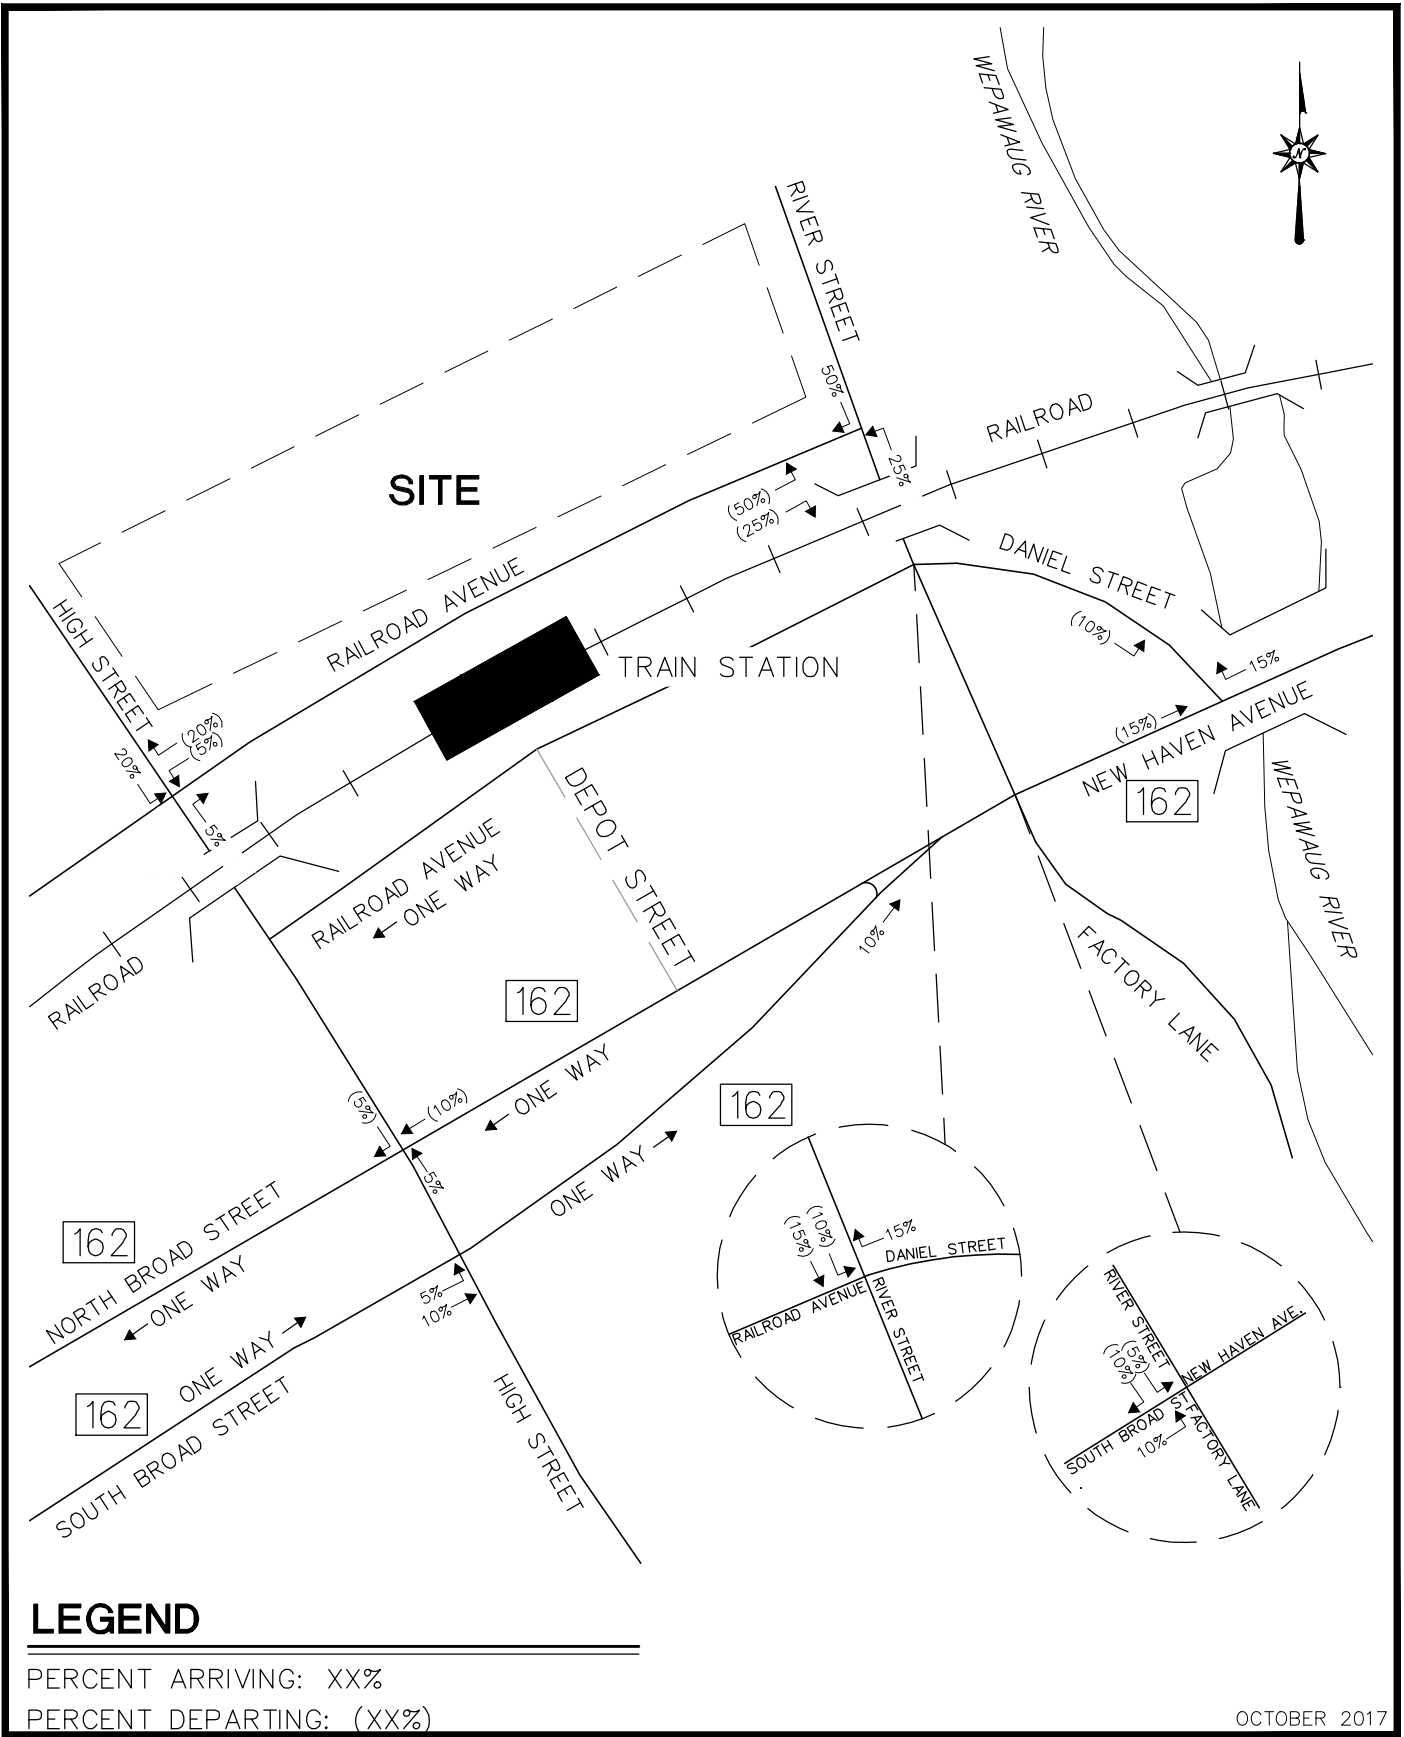 WEPAWAUG RIVER
N
RIVER STREET
50%
RAILROAD
25%
SITE
(50%)
(25%)
DANIEL STREET
RAILROAD AVENUE
HIGH STREET
(10%)
TRAIN STATION
15%
(20%)
(5%)
20%
(15%)
NEW HAVEN AVENUE
162
5%
DEPOT STREET
WEPAWAUG RIVER
RAILROAD AVENUE
ONE WAY
10%
FACTORY LANE
RAILROAD
162
ONE WAY
(5%)
(10%)
162
5%
ONE WAY
NORTH BROAD STREET
162
ONE WAY
5%
10%
(10%)
(15%)
15%
DANIEL STREET
RAILROAD AVENUE
RIVER STREET
RIVER STREET
NEW HAVEN AVE.
(5%)
(10%)
SOUTH BROAD ST.
10%
FACTORY LANE
ONE WAY
162
SOUTH BROAD STREET
HIGH STREET
LEGEND
PERCENT ARRIVING: XX%
PERCENT DEPARTING: (XX%)
OCTOBER 2017